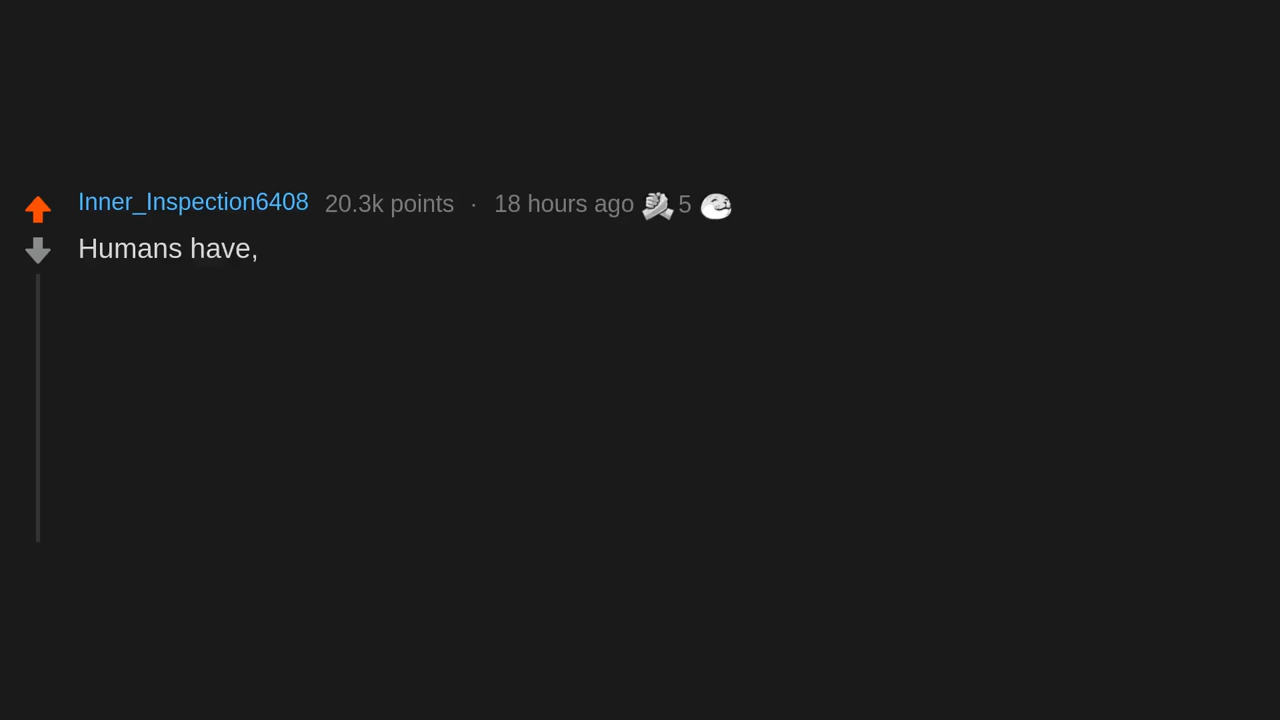 Inner_Inspection6408 20.3k points · 18 hours ago 5
Humans have,